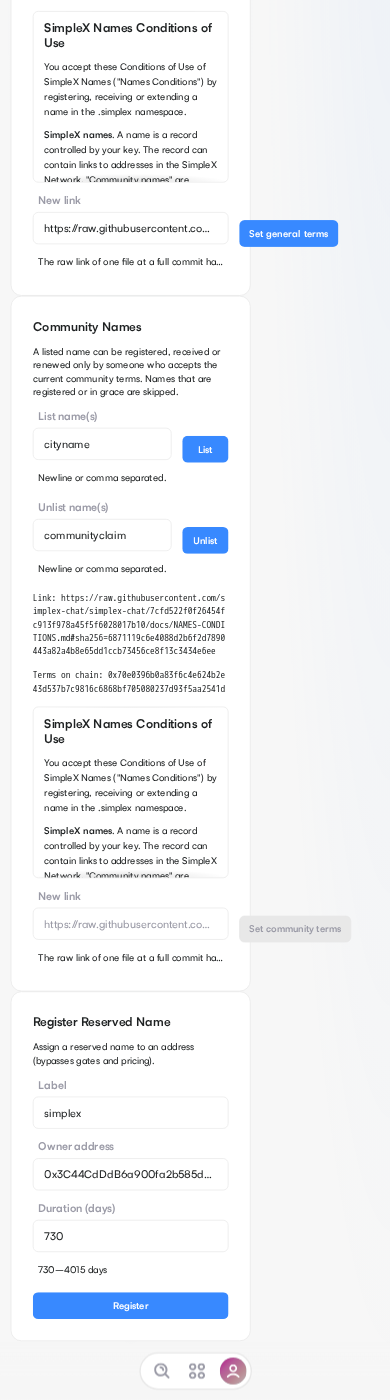 SimpleX Names Conditions of
Use
You accept these Conditions of Use of
SimpleX Names ("Names Conditions") by
registering, receiving or extending a
name in the .simplex namespace.
SimpleX names. A name is a record
controlled by your key. The records can
contain links to addresses in the SimpleX
Network. "Community names" are
New link
https://raw.githubusercontent.co...
Set general terms
The raw link of one file at a full commit ha...
Community Names
A listed name can be registered, received or
renewed only by someone who accepts the
current community terms. Names that are
registered or in grace are skipped.
List name(s)
cityname
List
Newline or comma separated.
Unlist name(s)
communityclaim
Unlist
Newline or comma separated.
Link: https://raw.githubusercontent.com/s
implex-chat/simplex-chat/7cfd522f0f26454f
c913f978a45f5f6028017b10/docs/NAMES-CONDI
TIONS.md#sha256=6871119c6e4088d2b6f2d7890
443a82a4b8e65dd1ccb73456ce8f13c3434e6ee
Terms on chain: 0x70e0396b0a83f6c4e624b2e
43d537b7c9816c6868bf705080237d93f5aa2541d
SimpleX Names Conditions of
Use
You accept these Conditions of Use of
SimpleX Names ("Names Conditions") by
registering, receiving or extending a
name in the .simplex namespace.
SimpleX names. A name is a record
controlled by your key. The records can
contain links to addresses in the SimpleX
Network. "Community names" are
New link
https://raw.githubusercontent.co...
Set community terms
The raw link of one file at a full commit ha...
Register Reserved Name
Assign a reserved name to an address
(bypasses gates and pricing).
Label
simplex
Owner address
0x3C44CdDdB6a900fa2b585d...
Duration (days)
730
730—4015 days
Register